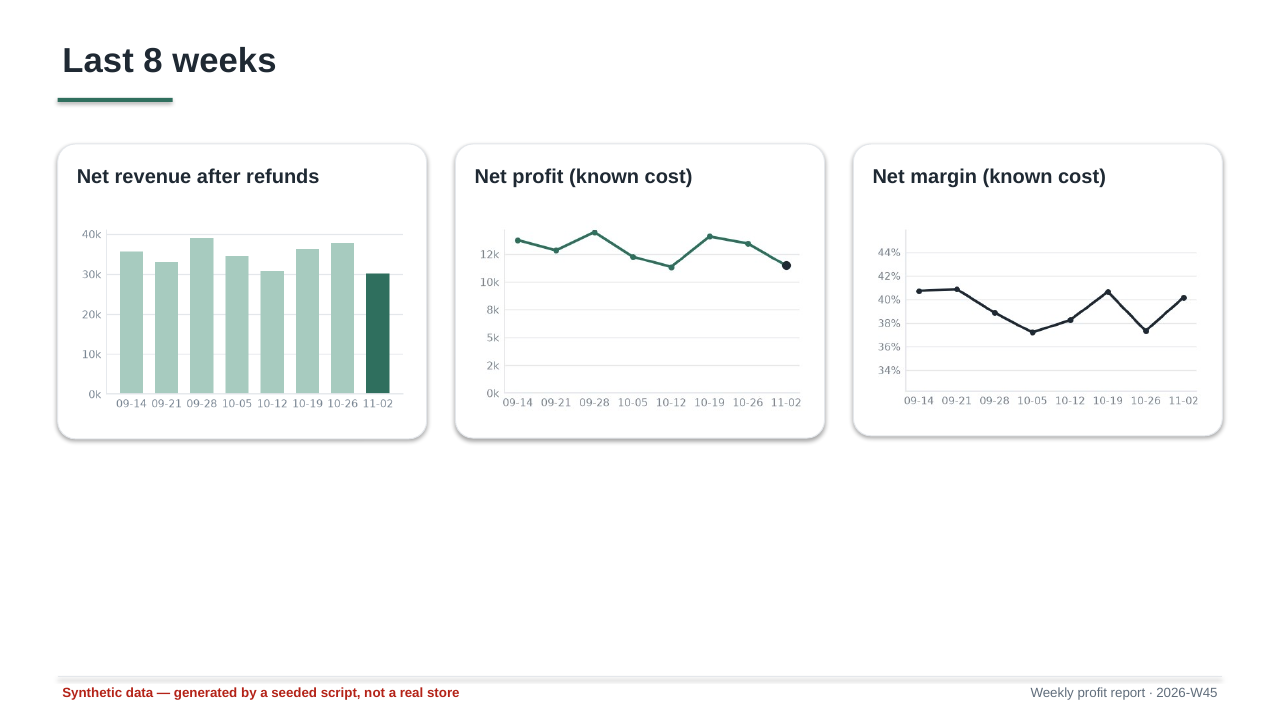 Last 8 weeks
Net revenue after refunds
40k
30k
20k
10k
0k
09-14 09-21 09-28 10-05 10-12 10-19 10-26 11-02
Net profit (known cost)
12k
10k
8k
5k
2k
0k
09-14 09-21 09-28 10-05 10-12 10-19 10-26 11-02
Net margin (known cost)
44%
42%
40%
38%
36%
34%
09-14 09-21 09-28 10-05 10-12 10-19 10-26 11-02
Synthetic data — generated by a seeded script, not a real store
Weekly profit report · 2026-W45